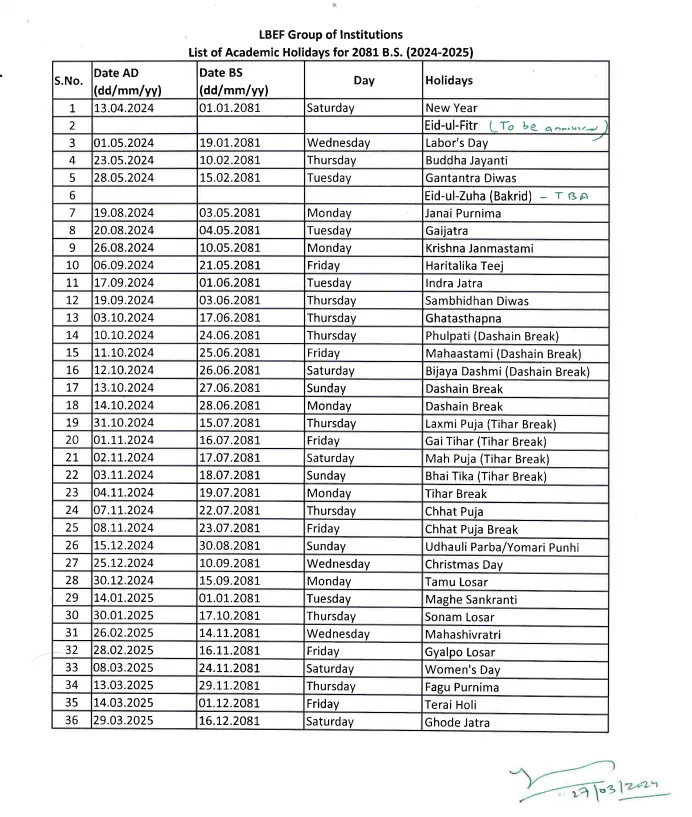 LBEF Group of Institutions
List of Academic Holidays for 2081 B.S. (2024-2025)
S.No. Date AD (dd/mm/yy) Date BS (dd/mm/yy) Day Holidays
1 13.04.2024 01.01.2081 Saturday New Year
2 Eid-ul-Fitr (To be announced)
3 01.05.2024 19.01.2081 Wednesday Labor's Day
4 23.05.2024 10.02.2081 Thursday Buddha Jayanti
5 28.05.2024 15.02.2081 Tuesday Gantantra Diwas
6 Eid-ul-Zuha (Bakrid) - TBA
7 19.08.2024 03.05.2081 Monday Janai Purnima
8 20.08.2024 04.05.2081 Tuesday Gaijatra
9 26.08.2024 10.05.2081 Monday Krishna Janmastami
10 06.09.2024 21.05.2081 Friday Haritalika Teej
11 17.09.2024 01.06.2081 Tuesday Indra Jatra
12 19.09.2024 03.06.2081 Thursday Sambhidhan Diwas
13 03.10.2024 17.06.2081 Thursday Ghatasthapna
14 10.10.2024 24.06.2081 Thursday Phulpati (Dashain Break)
15 11.10.2024 25.06.2081 Friday Mahaastami (Dashain Break)
16 12.10.2024 26.06.2081 Saturday Bijaya Dashmi (Dashain Break)
17 13.10.2024 27.06.2081 Sunday Dashain Break
18 14.10.2024 28.06.2081 Monday Dashain Break
19 31.10.2024 15.07.2081 Thursday Laxmi Puja (Tihar Break)
20 01.11.2024 16.07.2081 Friday Gai Tihar (Tihar Break)
21 02.11.2024 17.07.2081 Saturday Mah Puja (Tihar Break)
22 03.11.2024 18.07.2081 Sunday Bhai Tika (Tihar Break)
23 04.11.2024 19.07.2081 Monday Tihar Break
24 07.11.2024 22.07.2081 Thursday Chhat Puja
25 08.11.2024 23.07.2081 Friday Chhat Puja Break
26 15.12.2024 30.08.2081 Sunday Udhauli Parba/Yomari Punhi
27 25.12.2024 10.09.2081 Wednesday Christmas Day
28 30.12.2024 15.09.2081 Monday Tamu Losar
29 14.01.2025 01.01.2081 Tuesday Maghe Sankranti
30 30.01.2025 17.10.2081 Thursday Sonam Losar
31 26.02.2025 14.11.2081 Wednesday Mahashivratri
32 28.02.2025 16.11.2081 Friday Gyalpo Losar
33 08.03.2025 24.11.2081 Saturday Women's Day
34 13.03.2025 29.11.2081 Thursday Fagu Purnima
35 14.03.2025 01.12.2081 Friday Terai Holi
36 29.03.2025 16.12.2081 Saturday Ghode Jatra
27/03/2024